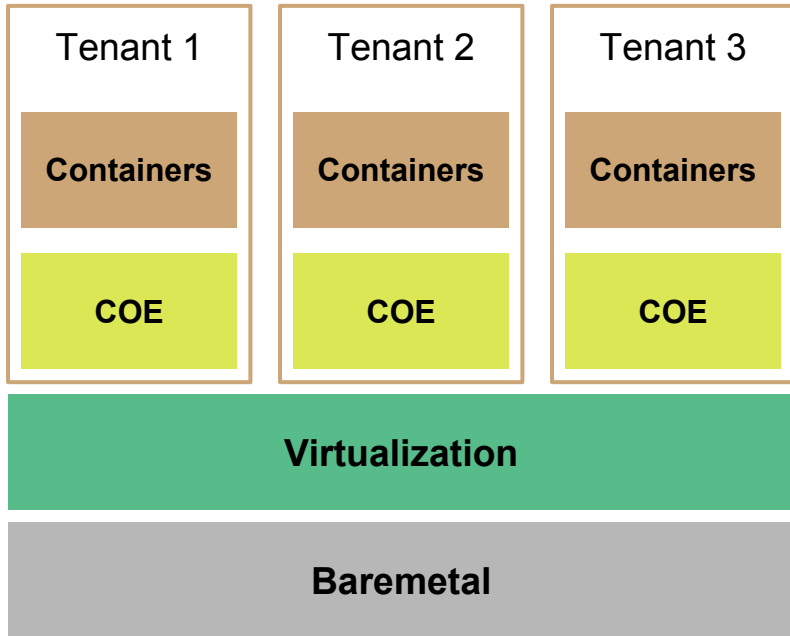 Tenant 1
Tenant 2
Tenant 3
Containers
Containers
Containers
COE
COE
COE
Virtualization
Baremetal